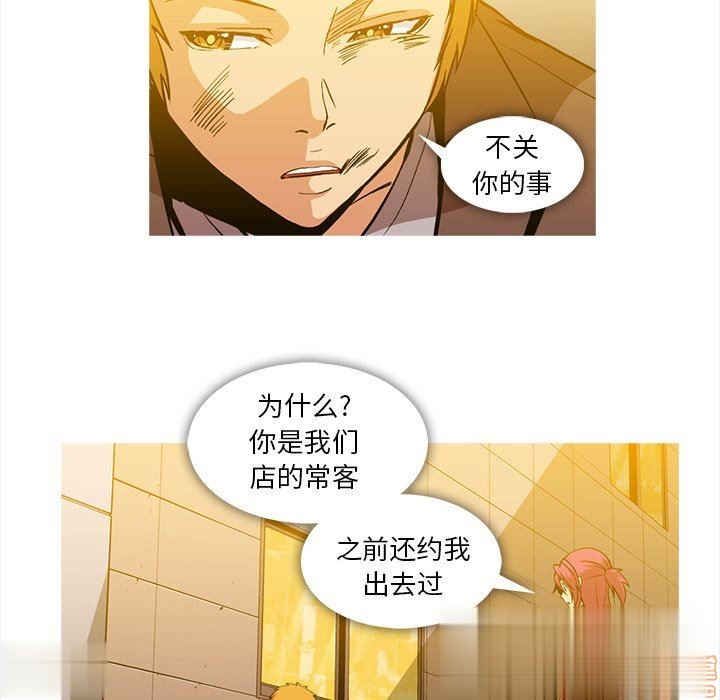 不关
你的事
为什么?
你是我们
店的常客
之前还约我
出去过